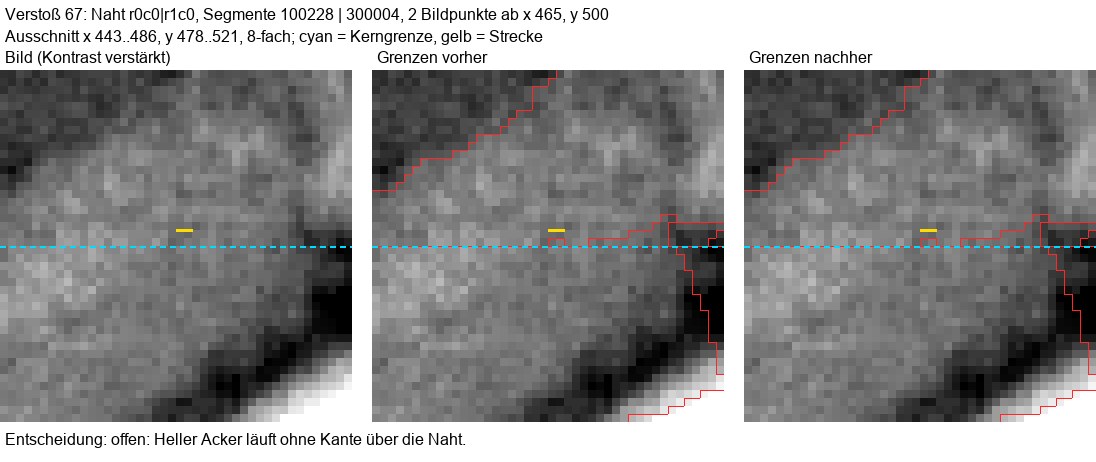 Verstoß 67: Naht r0c0|r1c0, Segmente 100228 | 300004, 2 Bildpunkte ab x 465, y 500
Ausschnitt x 443..486, y 478..521, 8-fach; cyan = Kerngrenze, gelb = Strecke
Bild (Kontrast verstärkt)
Grenzen vorher
Grenzen nachher
Entscheidung: offen: Heller Acker läuft ohne Kante über die Naht.